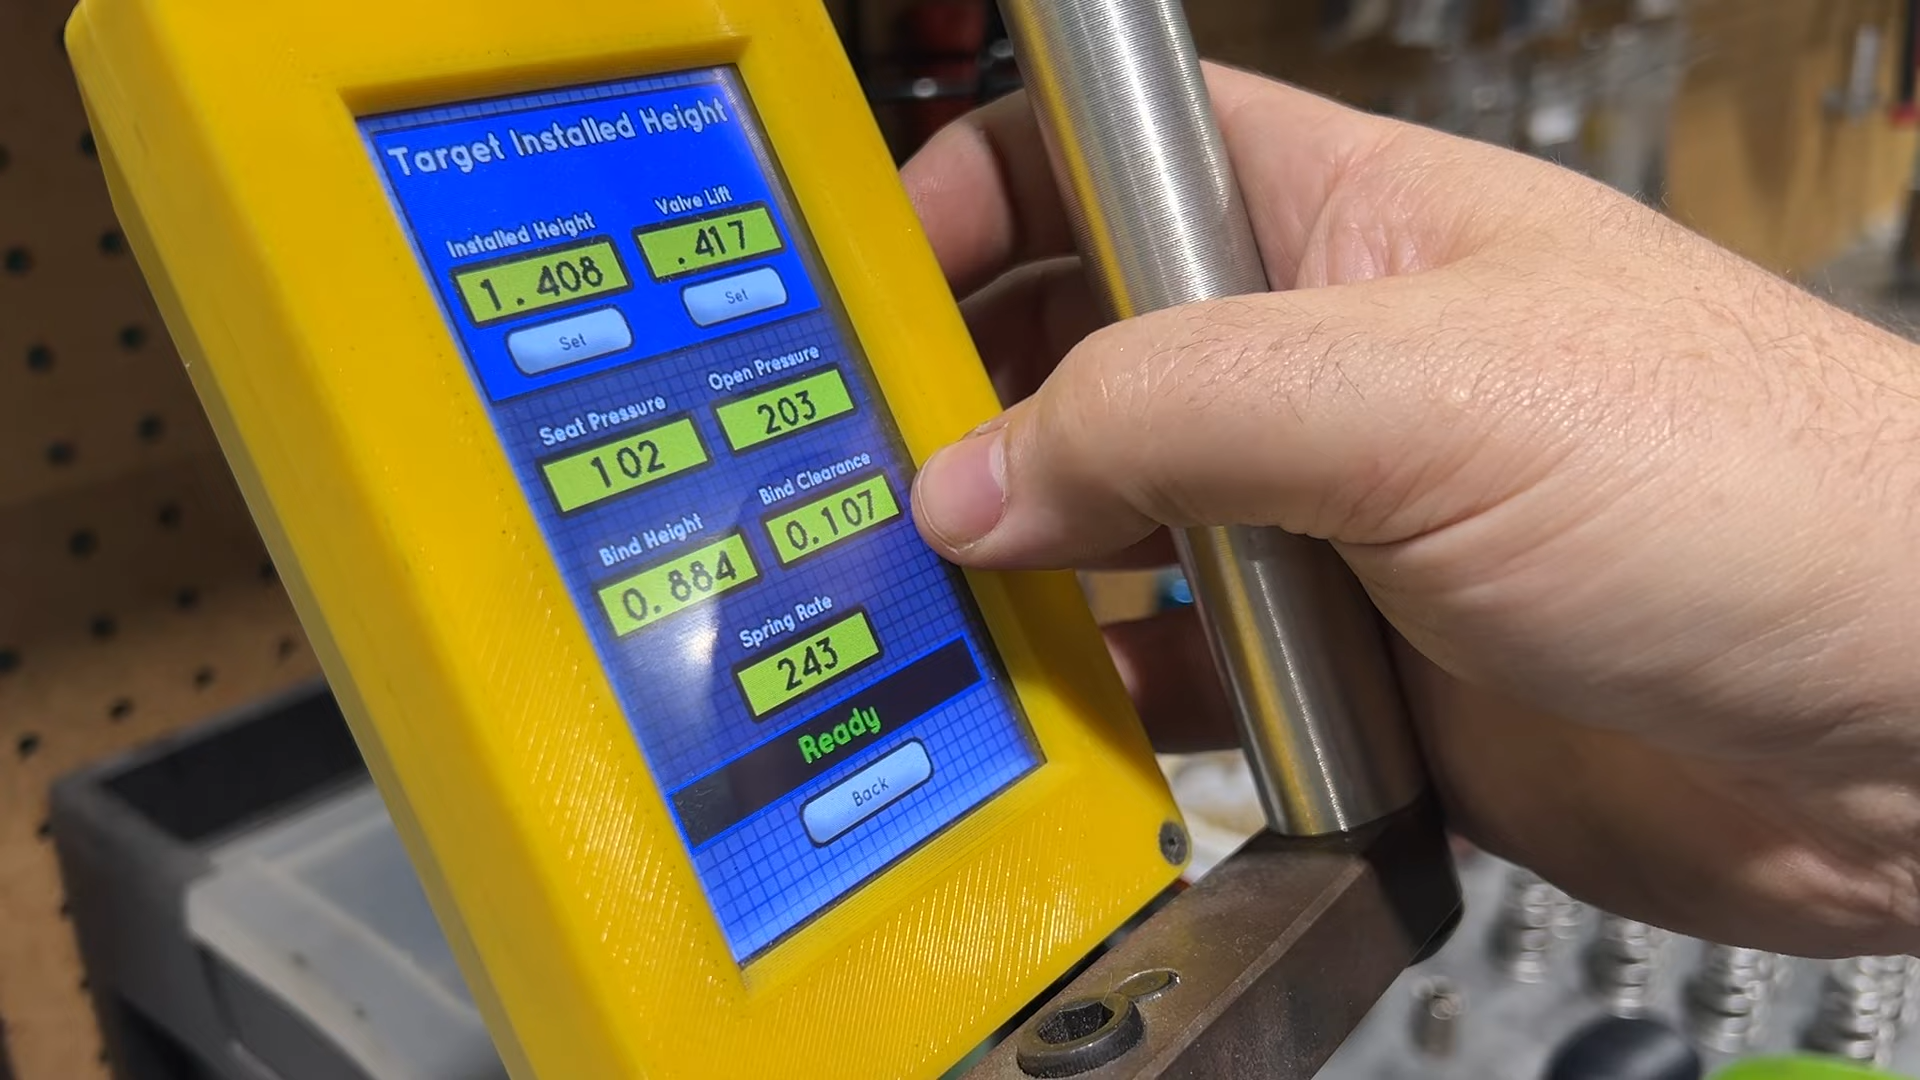 Target Installed Height
Installed Height Valve Lift
1.408 .417
Set Set
Seat Pressure Open Pressure
102 203
Bind Height Bind Clearance
0.884 0.107
Spring Rate
243
Ready
Back